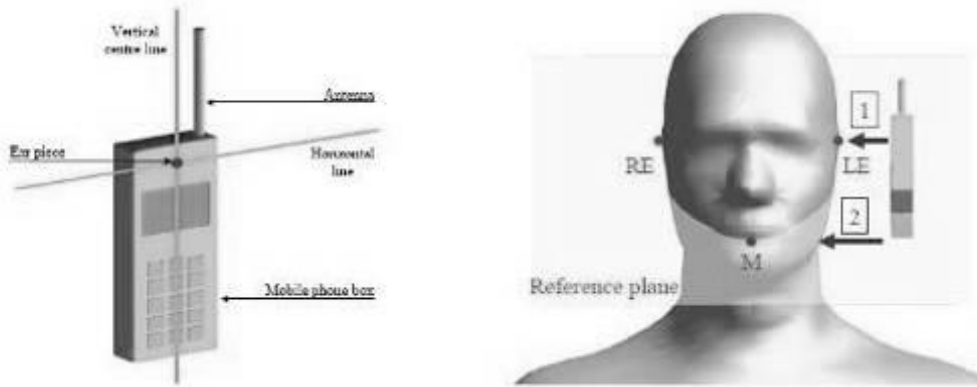 Vertical
centre line
Antenna
Ear piece
Horizontal
line
Mobile phone box
1
RE
LE
2
M
Reference plane